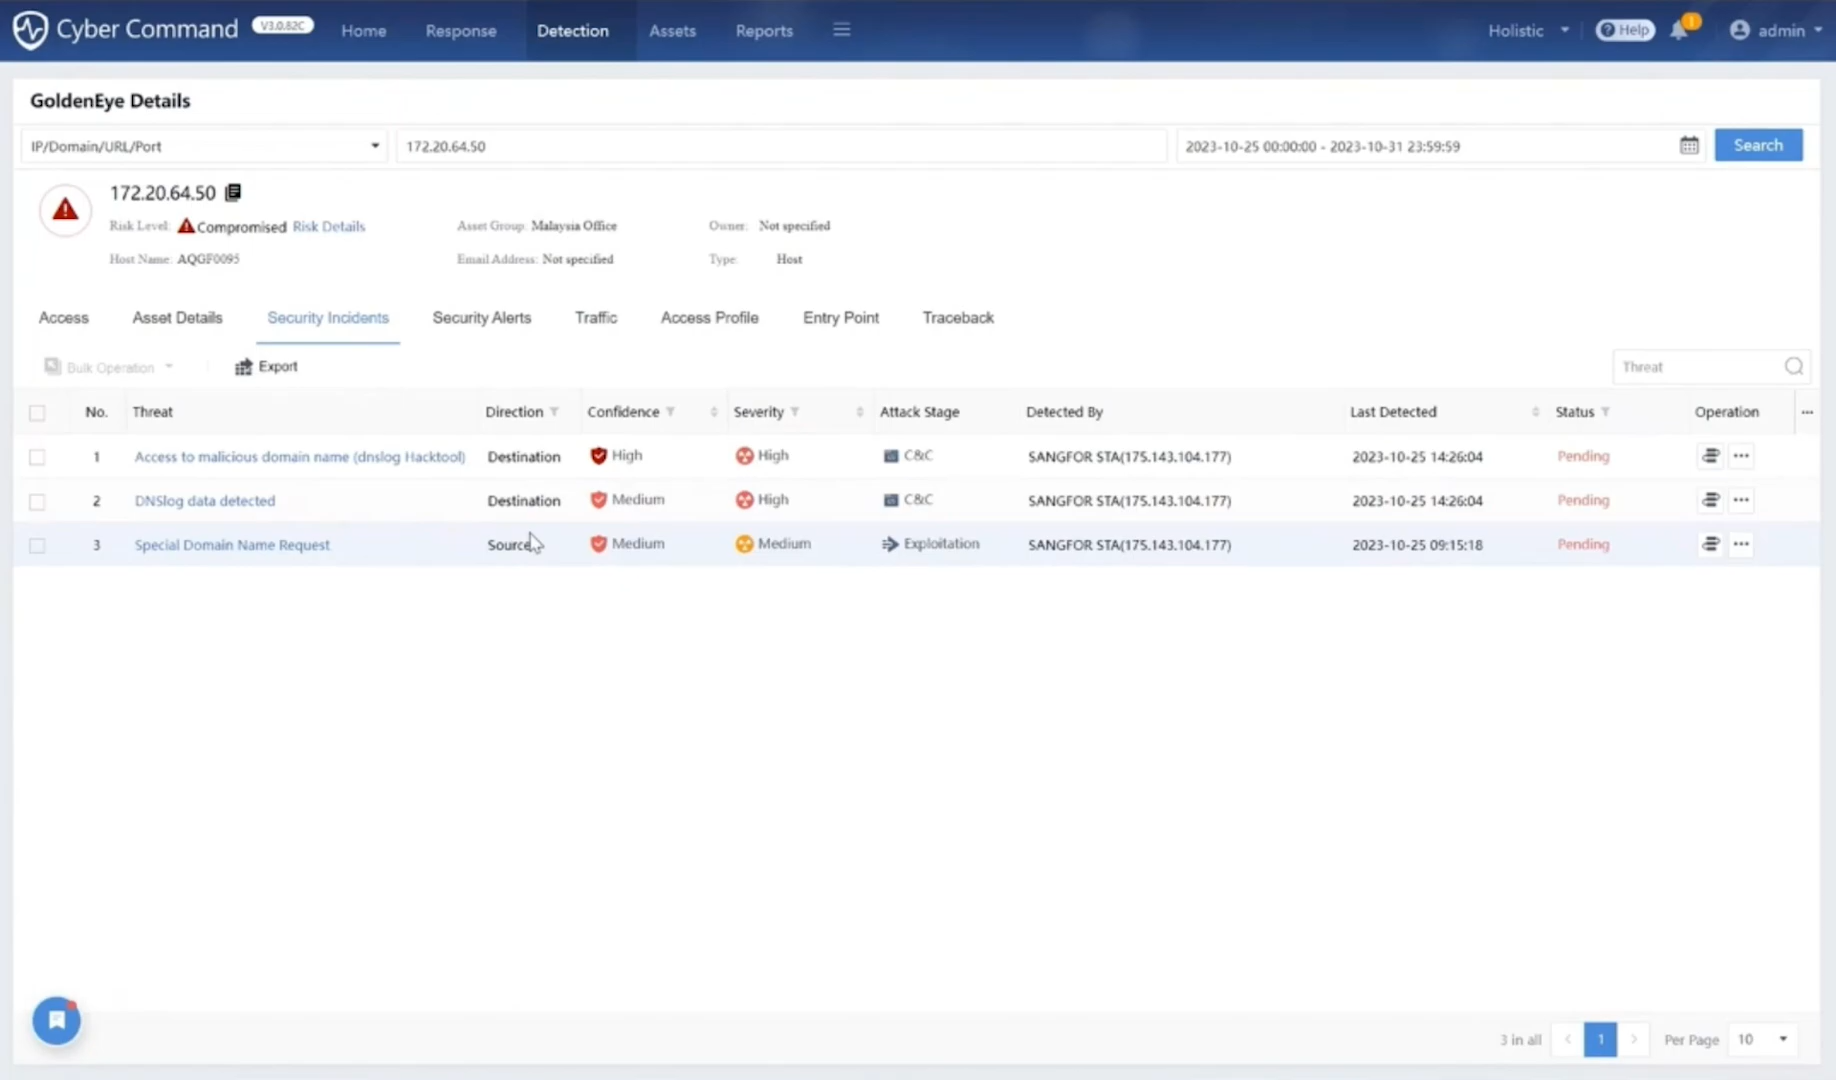 Cyber Command V3.0.82C Home Response Detection Assets Reports Holistic Help 1 admin
GoldenEye Details
IP/Domain/URL/Port 172.20.64.50 2023-10-25 00:00:00 - 2023-10-31 23:59:59 Search
172.20.64.50
Risk Level: Compromised Risk Details Asset Group: Malaysia Office Owner: Not specified
Host Name: AQGF0095 Email Address: Not specified Type: Host
Access Asset Details Security Incidents Security Alerts Traffic Access Profile Entry Point Traceback
Bulk Operation Export Threat
No. Threat Direction Confidence Severity Attack Stage Detected By Last Detected Status Operation
1 Access to malicious domain name (dnslog Hacktool) Destination High High C&C SANGFOR STA(175.143.104.177) 2023-10-25 14:26:04 Pending
2 DNSlog data detected Destination Medium High C&C SANGFOR STA(175.143.104.177) 2023-10-25 14:26:04 Pending
3 Special Domain Name Request Source Medium Medium Exploitation SANGFOR STA(175.143.104.177) 2023-10-25 09:15:18 Pending
3 in all 1 Per Page 10